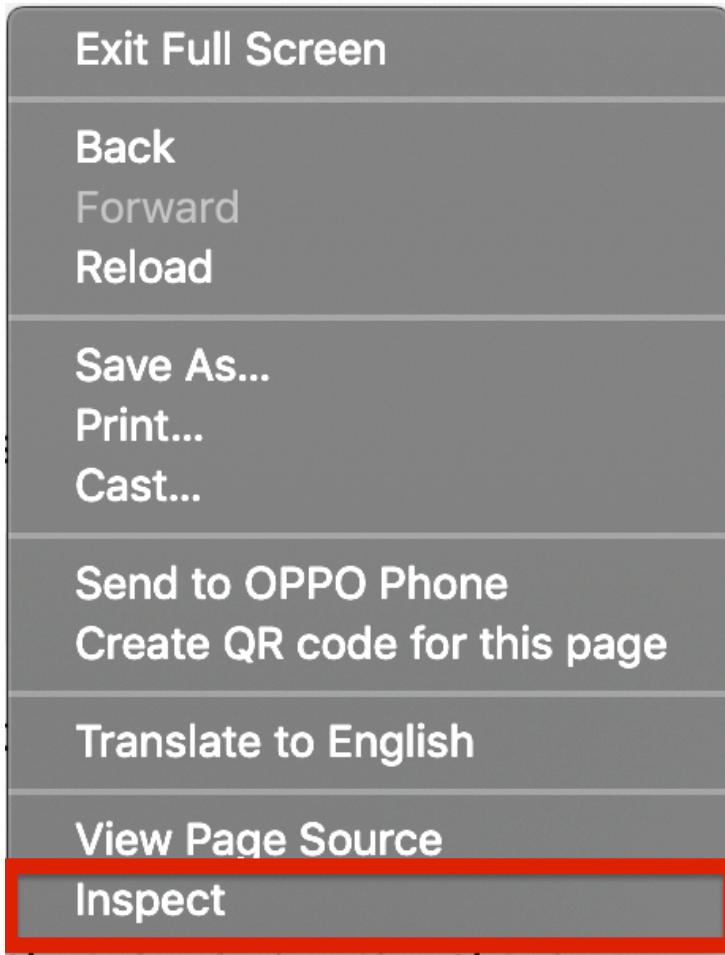 Exit Full Screen
Back
Forward
Reload
Save As...
Print...
Cast...
Send to OPPO Phone
Create QR code for this page
Translate to English
View Page Source
Inspect